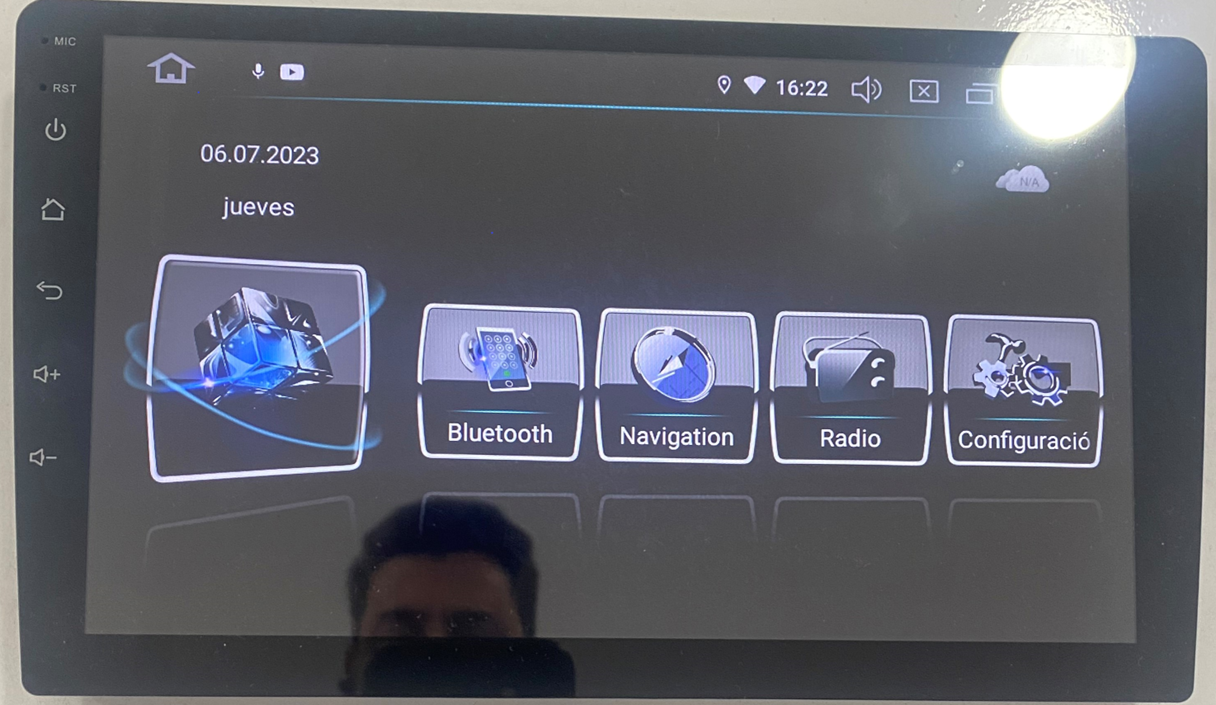 MIC
RST
16:22
06.07.2023
jueves
N/A
Bluetooth
Navigation
Radio
Configuració